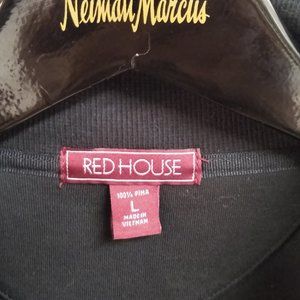 Neiman Marcus
RED HOUSE
100% PIMA
L
MADE IN
VIETNAM